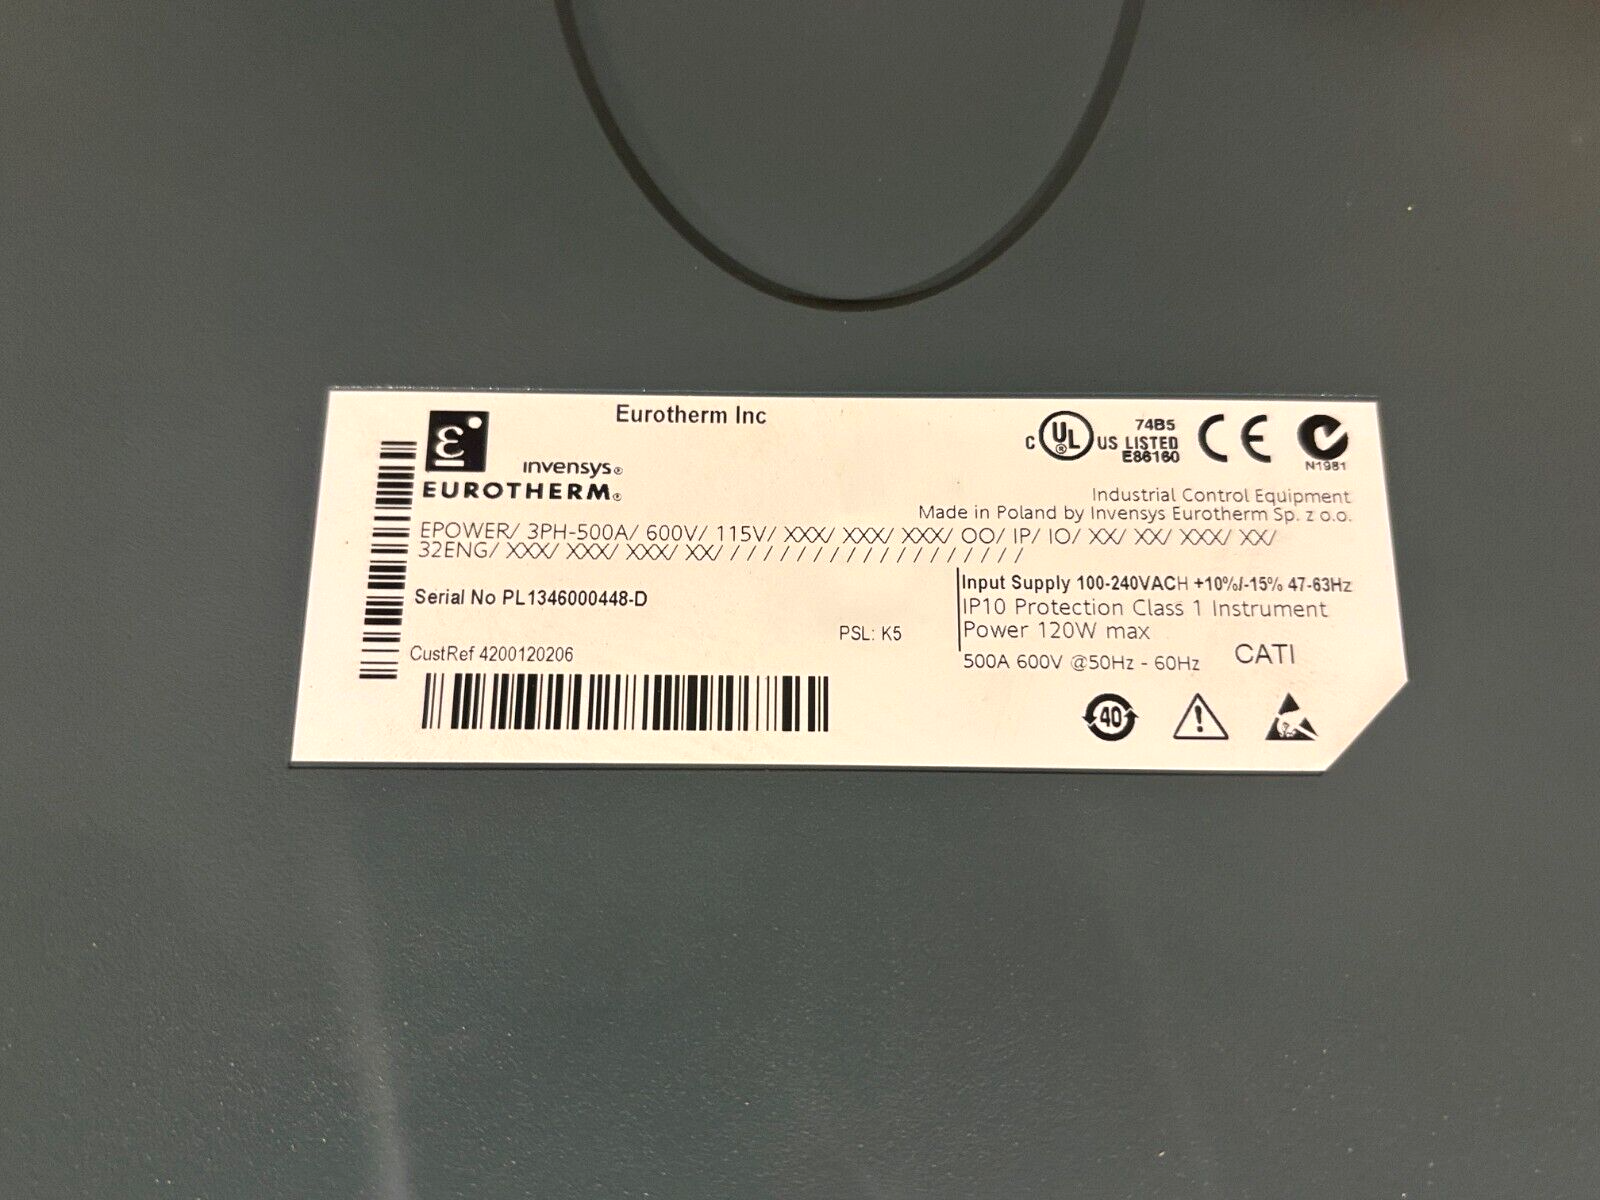 Eurotherm Inc
invensys®
EUROTHERM®
C UL ® US LISTED
74B5
E86160
CE
N1981
Industrial Control Equipment
Made in Poland by Invensys Eurotherm Sp. z o.o.
EPOWER/ 3PH-500A/ 600V/ 115V/ XXX/ XXX/ XXX/ OO/ IP/ IO/ XX/ XX/ XXX/ XX/
32ENG/ XXX/ XXX/ XXX/ XX/ / / / / / / / / / / / / / / / / / /
Serial No PL1346000448-D
Input Supply 100-240VACH +10%/-15% 47-63Hz
IP10 Protection Class 1 Instrument
PSL: K5
Power 120W max
CustRef 4200120206
500A 600V @50Hz - 60Hz
CATI
40